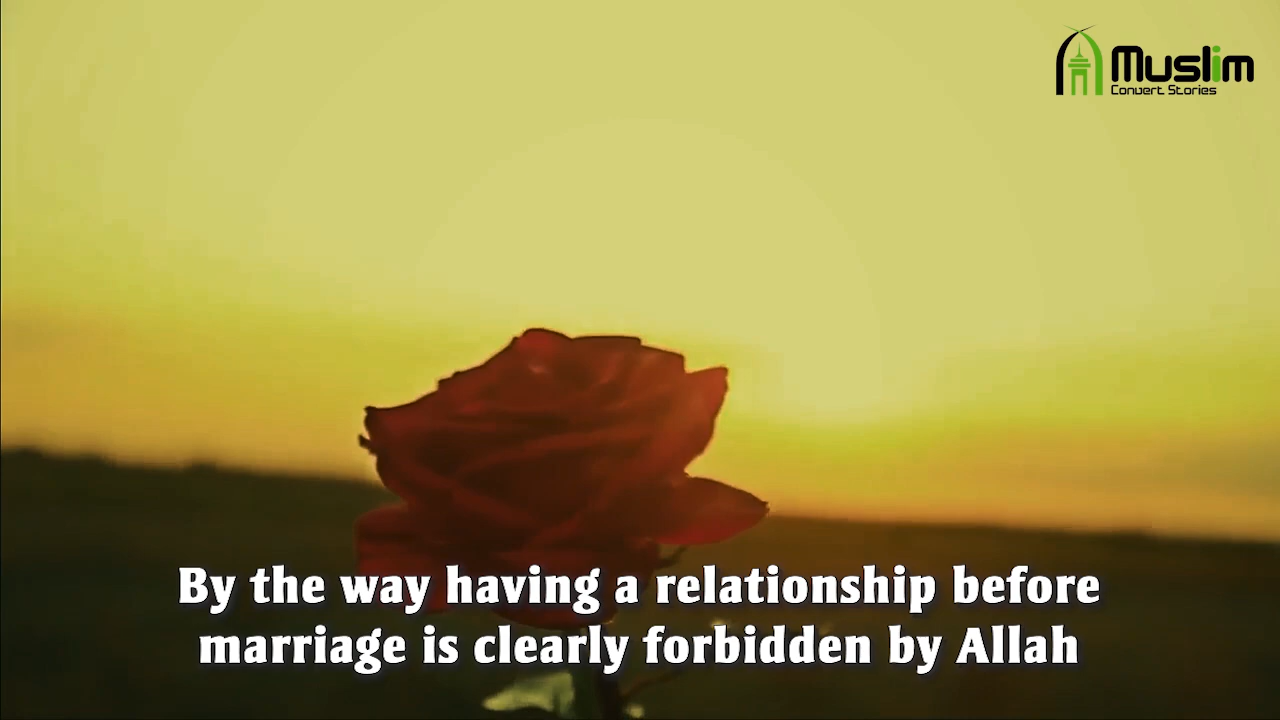 Muslim
Convert Stories
By the way having a relationship before
marriage is clearly forbidden by Allah